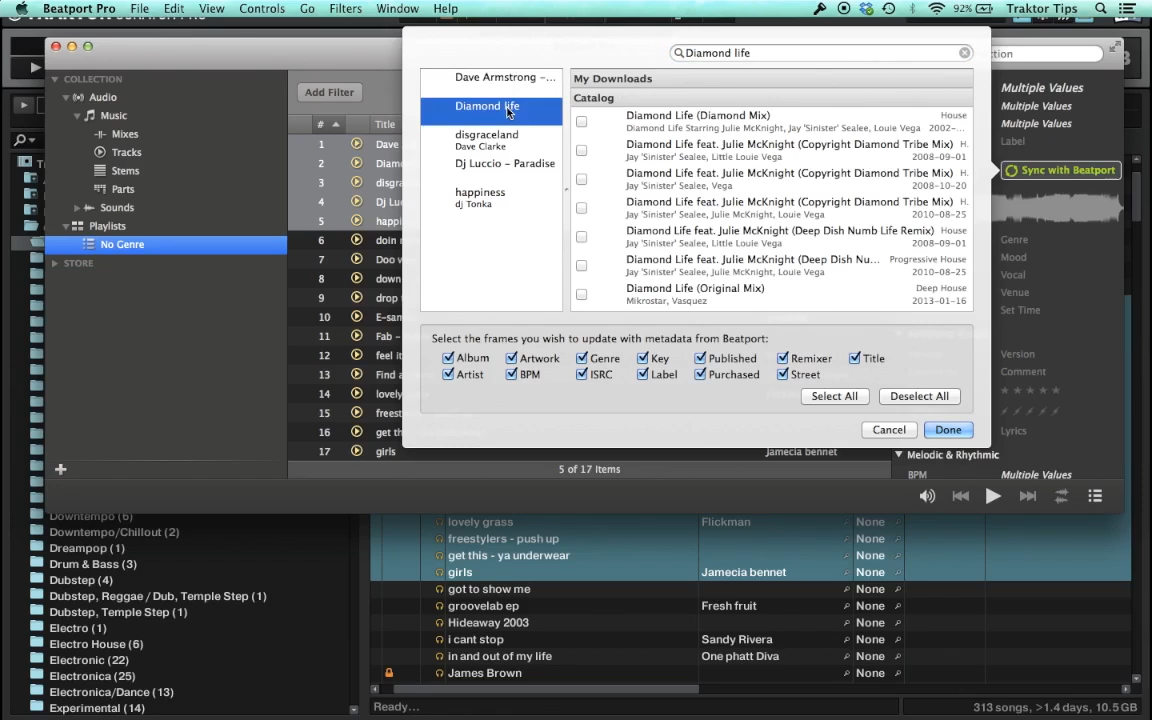 Beatport Pro File Edit View Controls Go Filters Window Help 92% Traktor Tips
Diamond life
COLLECTION
Audio
Music
Mixes
Tracks
Stems
Parts
Sounds
Playlists
No Genre
STORE
Add Filter
# Title
1 Dave
2 Diam
3 disgr
4 Dj Lu
5 happi
6 doin
7 Doo v
8 down
9 drop t
10 E-san
11 Fab -
12 feel it
13 Find a
14 lovely
15 freest
16 get th
17 girls Jamecia bennet
5 of 17 Items
Dave Armstrong -...
Diamond life
disgraceland
Dave Clarke
Dj Luccio - Paradise
happiness
dj Tonka
My Downloads
Catalog
Diamond Life (Diamond Mix) House
Diamond Life Starring Julie McKnight, Jay 'Sinister' Sealee, Louie Vega 2002-...
Diamond Life feat. Julie McKnight (Copyright Diamond Tribe Mix) H.
Jay 'Sinister' Sealee, Little Louie Vega 2008-09-01
Diamond Life feat. Julie McKnight (Copyright Diamond Tribe Mix) H.
Jay 'Sinister' Sealee, Vega 2008-10-20
Diamond Life feat. Julie McKnight (Copyright Diamond Tribe Mix) H.
Jay 'Sinister' Sealee, Louie Vega 2010-08-25
Diamond Life feat. Julie McKnight (Deep Dish Numb Life Remix) House
Jay 'Sinister' Sealee, Little Louie Vega 2008-09-01
Diamond Life feat. Julie McKnight (Deep Dish Nu... Progressive House
Jay 'Sinister' Sealee, Julie McKnight, Louie Vega 2010-08-25
Diamond Life (Original Mix) Deep House
Mikrostar, Vasquez 2013-01-16
Select the frames you wish to update with metadata from Beatport:
Album Artwork Genre Key Published Remixer Title
Artist BPM ISRC Label Purchased Street
Select All Deselect All
Cancel Done
ction
Multiple Values
Multiple Values
Multiple Values
Label
Sync with Beatport
Genre
Mood
Vocal
Venue
Set Time
Version
Comment
Lyrics
Melodic & Rhythmic
BPM Multiple Values
Downtempo (6)
Downtempo/Chillout (2)
Dreampop (1)
Drum & Bass (3)
Dubstep (4)
Dubstep, Reggae / Dub, Temple Step (1)
Dubstep, Temple Step (1)
Electro (1)
Electro House (6)
Electronic (22)
Electronica (25)
Electronica/Dance (13)
Experimental (14)
lovely grass Flickman None
freestylers - push up None
get this - ya underwear None
girls Jamecia bennet None
got to show me None
groovelab ep Fresh fruit None
Hideaway 2003 None
i cant stop Sandy Rivera None
in and out of my life One phatt Diva None
James Brown None
Ready...
313 songs, >1.4 days, 10.5 GB